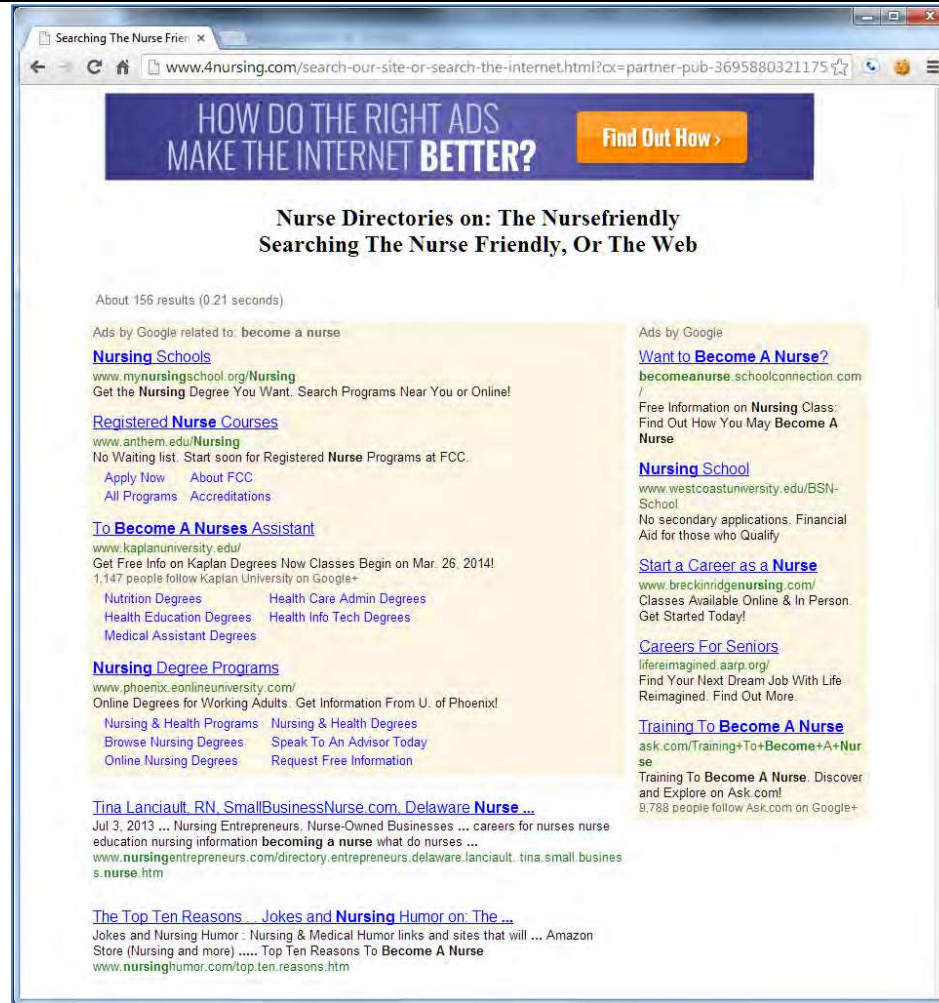 Searching The Nurse Frien
www.4nursing.com/search-our-site-or-search-the-internet.html?cx=partner-pub-3695880321175
HOW DO THE RIGHT ADS
MAKE THE INTERNET BETTER?
Find Out How ›
Nurse Directories on: The Nursefriendly
Searching The Nurse Friendly, Or The Web
About 156 results (0.21 seconds)
Ads by Google related to: become a nurse
Nursing Schools
www.mynursingschool.org/Nursing
Get the Nursing Degree You Want. Search Programs Near You or Online!
Registered Nurse Courses
www.anthem.edu/Nursing
No Waiting list. Start soon for Registered Nurse Programs at FCC.
Apply Now About FCC
All Programs Accreditations
To Become A Nurses Assistant
www.kaplanuniversity.edu/
Get Free Info on Kaplan Degrees Now Classes Begin on Mar. 26, 2014!
1,147 people follow Kaplan University on Google+
Nutrition Degrees Health Care Admin Degrees
Health Education Degrees Health Info Tech Degrees
Medical Assistant Degrees
Nursing Degree Programs
www.phoenix.eonlineuniversity.com/
Online Degrees for Working Adults. Get Information From U. of Phoenix!
Nursing & Health Programs Nursing & Health Degrees
Browse Nursing Degrees Speak To An Advisor Today
Online Nursing Degrees Request Free Information
Ads by Google
Want to Become A Nurse?
becomeanurse.schoolconnection.com
/
Free Information on Nursing Class:
Find Out How You May Become A
Nurse
Nursing School
www.westcoastuniversity.edu/BSN-
School
No secondary applications. Financial
Aid for those who Qualify
Start a Career as a Nurse
www.breckinridgenursing.com/
Classes Available Online & In Person.
Get Started Today!
Careers For Seniors
lifereimagined.aarp.org/
Find Your Next Dream Job With Life
Reimagined. Find Out More.
Training To Become A Nurse
ask.com/Training+To+Become+A+Nur
se
Training To Become A Nurse. Discover
and Explore on Ask.com!
9,788 people follow Ask.com on Google+
Tina Lanciault, RN, SmallBusinessNurse.com, Delaware Nurse ...
Jul 3, 2013 ... Nursing Entrepreneurs, Nurse-Owned Businesses ... careers for nurses nurse
education nursing information becoming a nurse what do nurses ...
www.nursingentrepreneurs.com/directory.entrepreneurs.delaware.lanciault. tina.small.busines
s.nurse.htm
The Top Ten Reasons . . Jokes and Nursing Humor on: The ...
Jokes and Nursing Humor : Nursing & Medical Humor links and sites that will ... Amazon
Store (Nursing and more) ..... Top Ten Reasons To Become A Nurse
www.nursinghumor.com/top.ten.reasons.htm